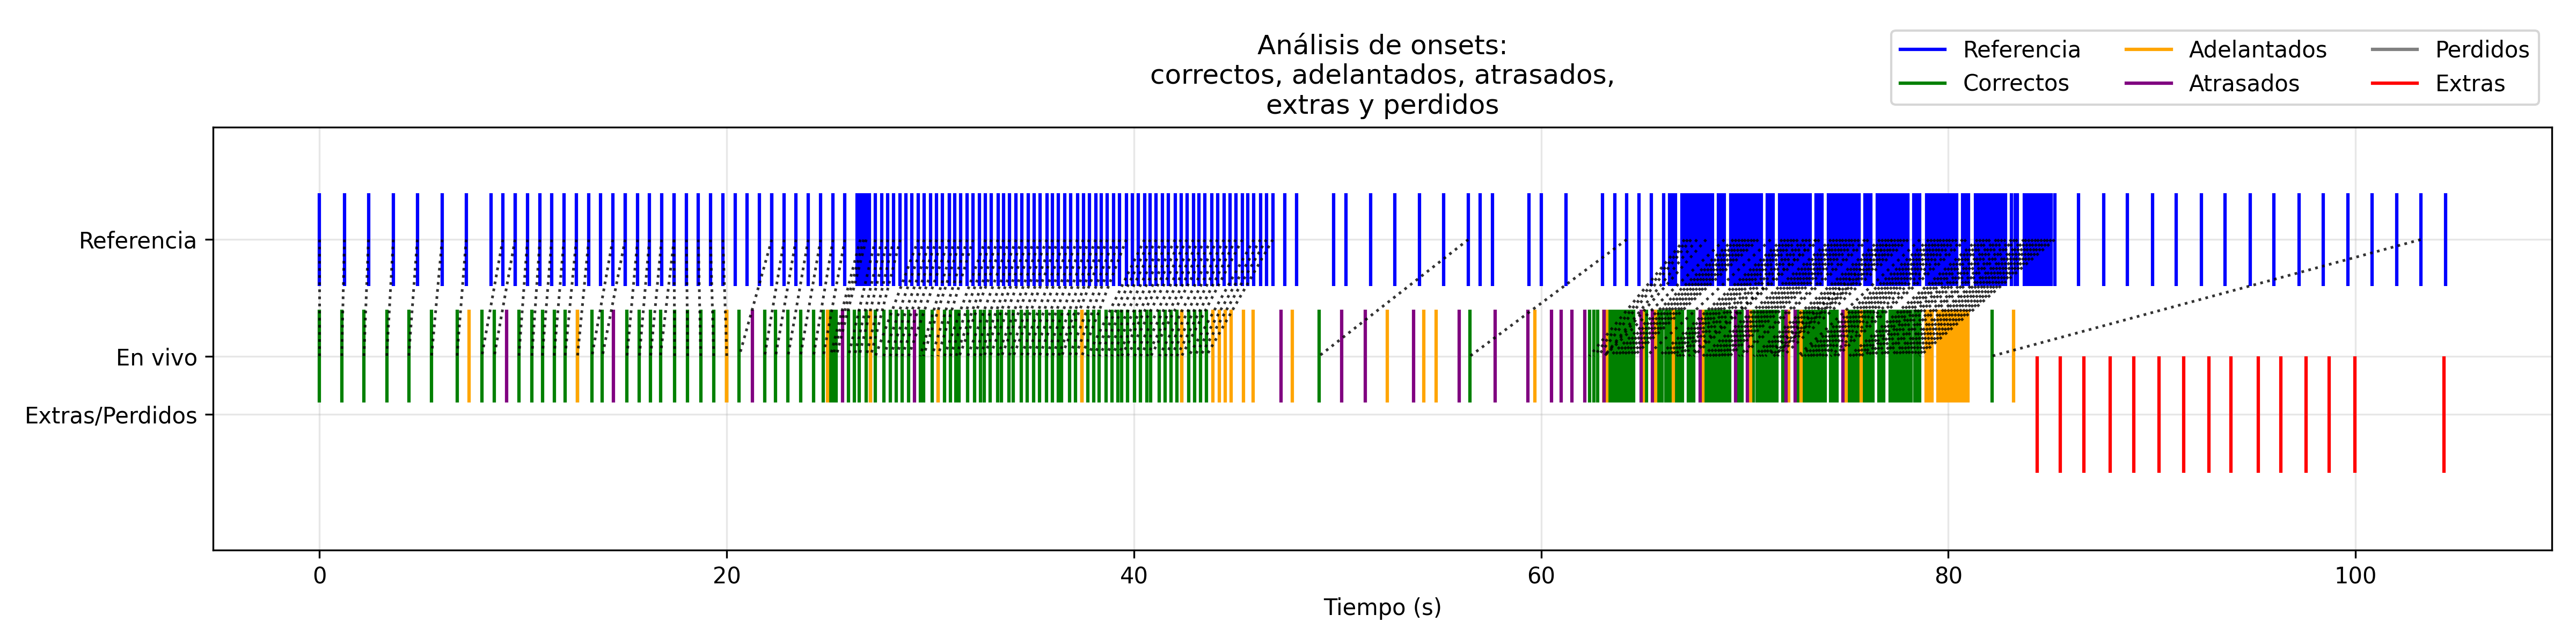 Análisis de onsets:
correctos, adelantados, atrasados,
extras y perdidos
Referencia
Correctos
Adelantados
Atrasados
Perdidos
Extras
Referencia
En vivo
Extras/Perdidos
0
20
40
60
80
100
Tiempo (s)